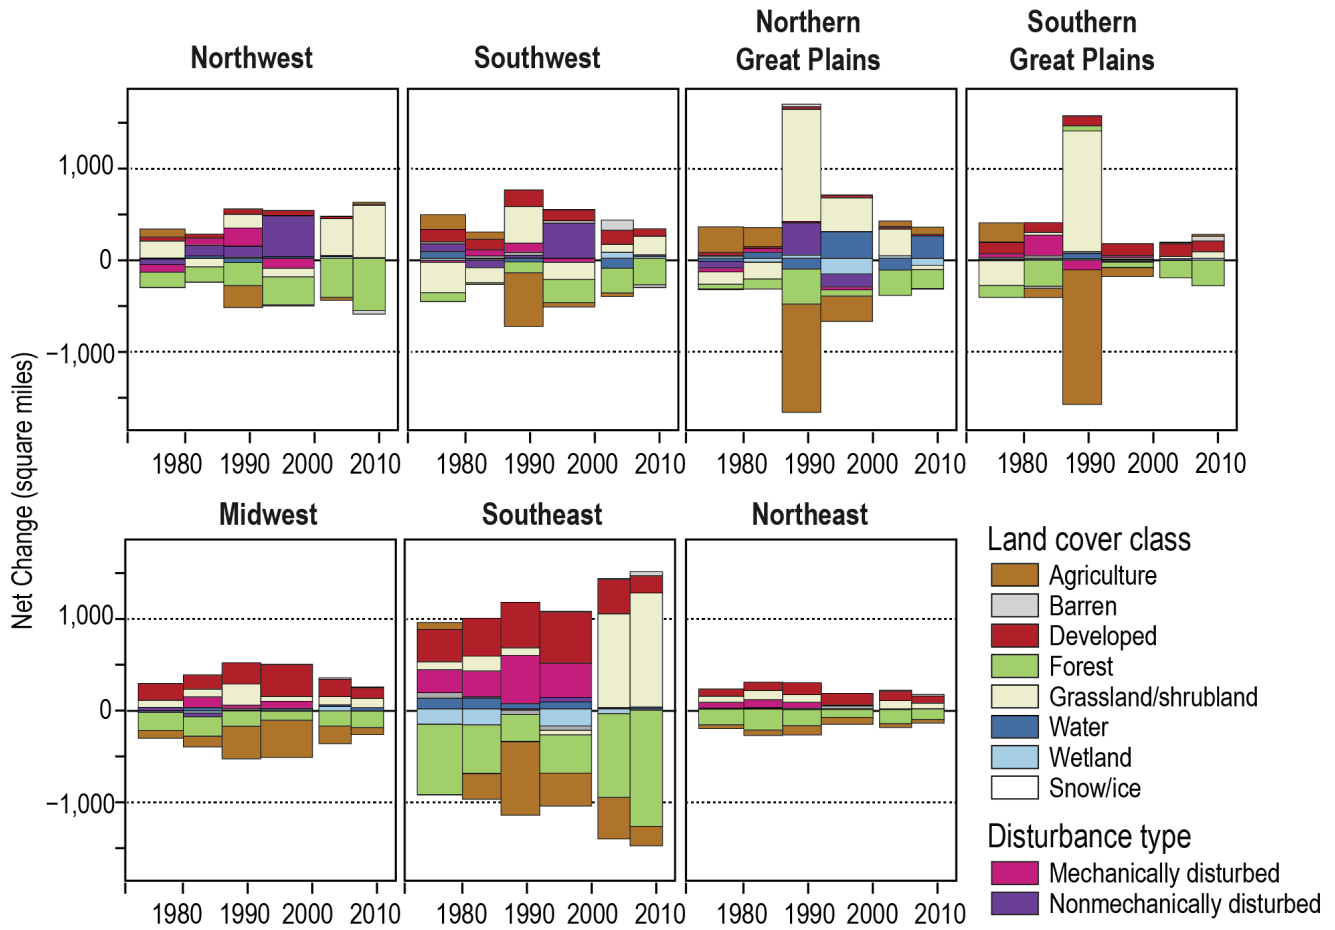 Northwest
Southwest
Northern
Great Plains
Southern
Great Plains
1,000
0
−1,000
1980 1990 2000 2010
1980 1990 2000 2010
1980 1990 2000 2010
1980 1990 2000 2010
Net Change (square miles)
Midwest
Southeast
Northeast
1,000
0
−1,000
1980 1990 2000 2010
1980 1990 2000 2010
1980 1990 2000 2010
Land cover class
Agriculture
Barren
Developed
Forest
Grassland/shrubland
Water
Wetland
Snow/ice
Disturbance type
Mechanically disturbed
Nonmechanically disturbed